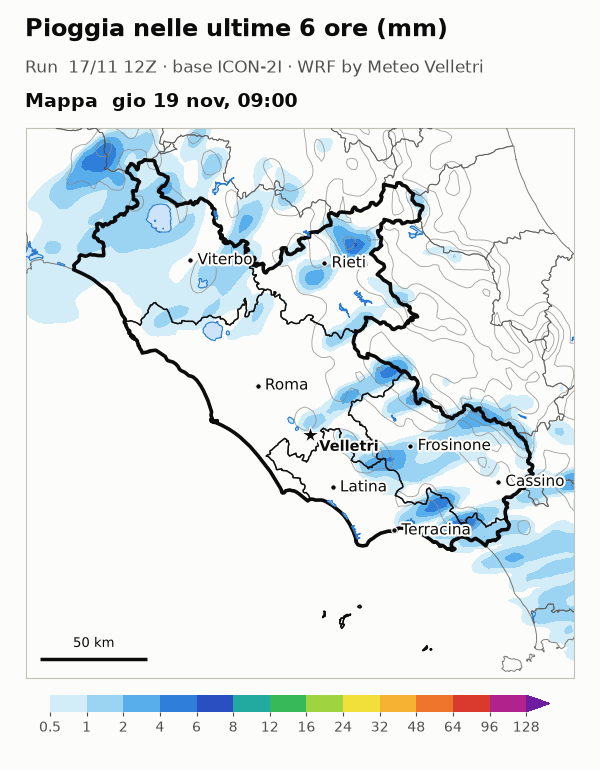 Pioggia nelle ultime 6 ore (mm)
Run  17/11 12Z · base ICON-2I · WRF by Meteo Velletri
Mappa  gio 19 nov, 09:00
Viterbo
Rieti
Roma
Velletri
Frosinone
Cassino
Latina
Terracina
50 km
0.5 1 2 4 6 8 12 16 24 32 48 64 96 128